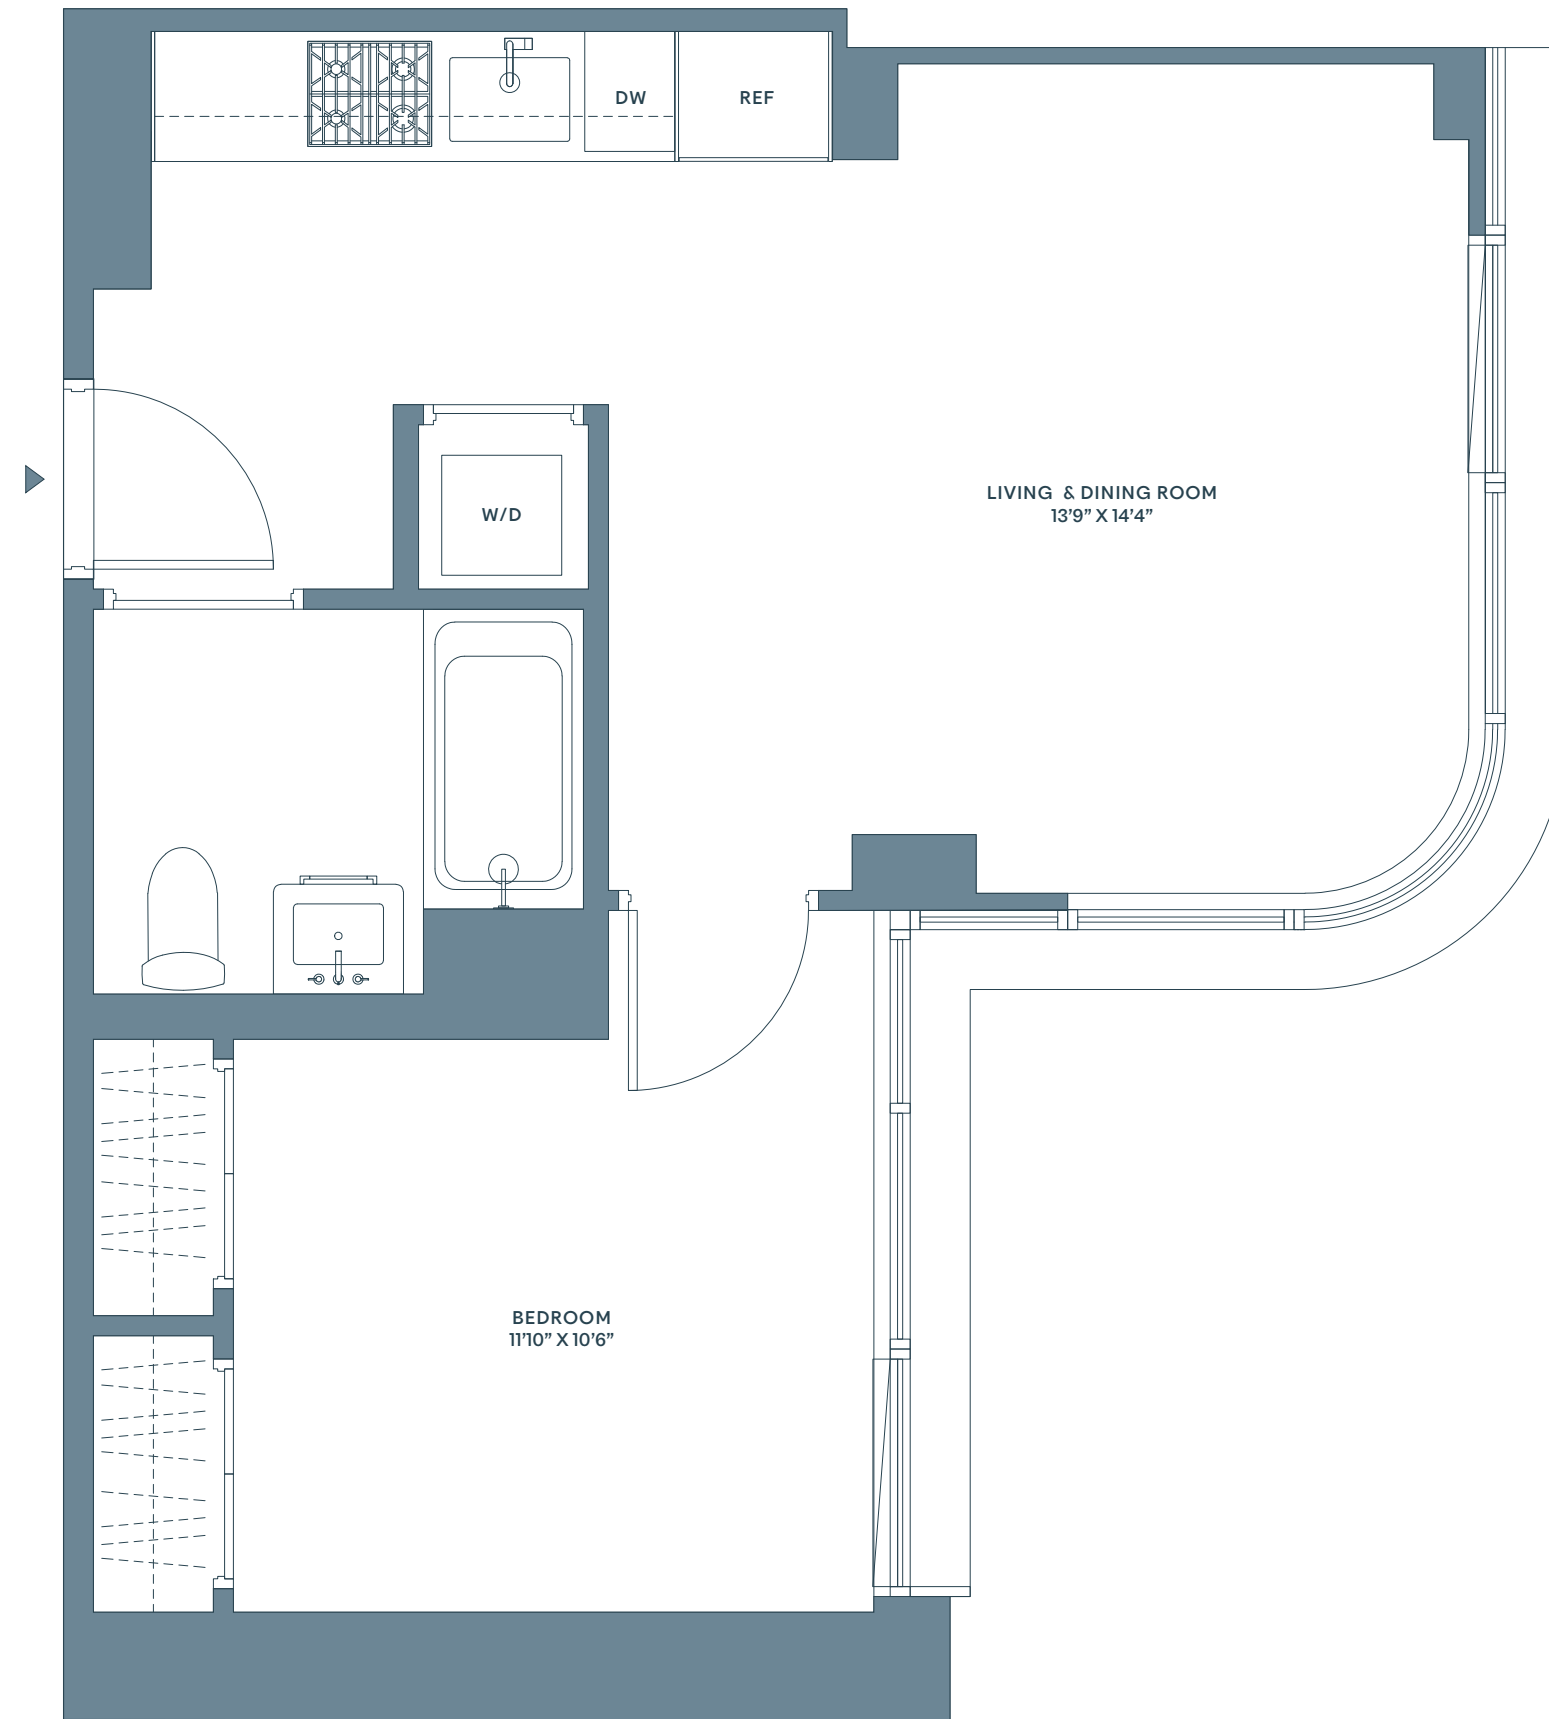 DW
REF
W/D
LIVING & DINING ROOM
13’9” X 14’4”
BEDROOM
11’10” X 10’6”